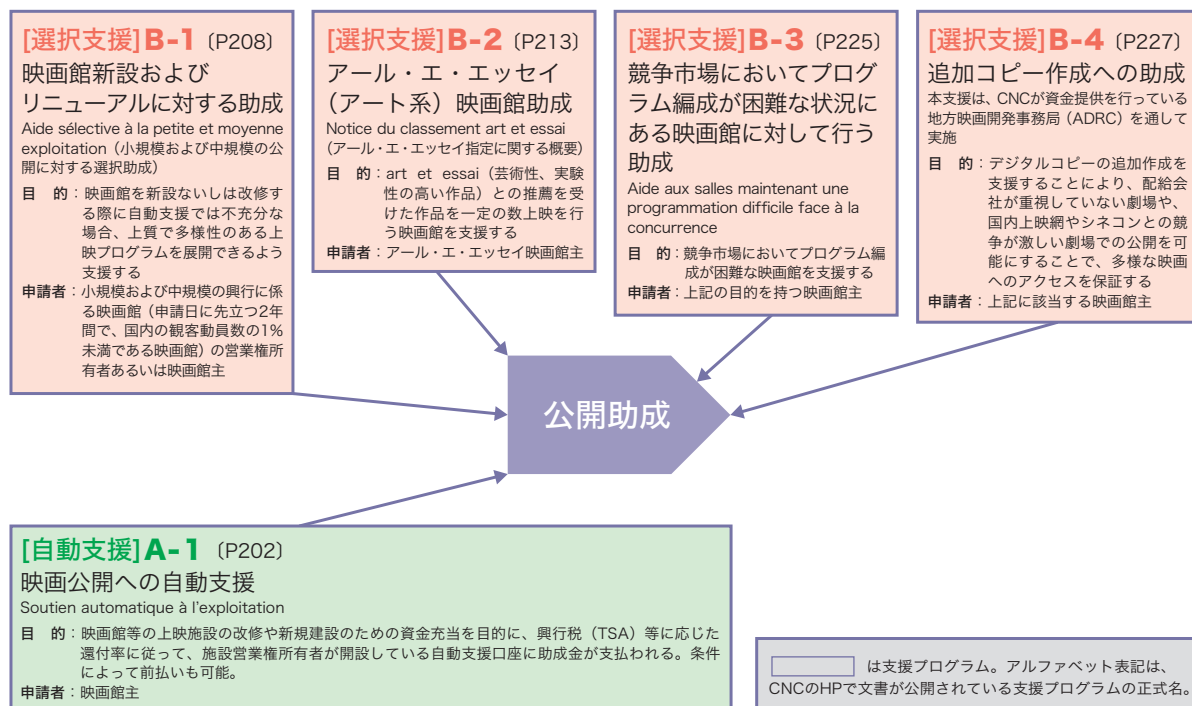 [選択支援]B-1〔P208〕
映画館新設および
リニューアルに対する助成
Aide sélective à la petite et moyenne
exploitation（小規模および中規模の公
開に対する選択助成）
目　的：映画館を新設ないしは改修す
る際に自動支援では不充分な
場合、上質で多様性のある上
映プログラムを展開できるよう
支援する
申請者：小規模および中規模の興行に係
る映画館（申請日に先立つ2年
間で、国内の観客動員数の1%
未満である映画館）の営業権所
有者あるいは映画館主
[選択支援]B-2〔P213〕
アール・エ・エッセイ
（アート系）映画館助成
Notice du classement art et essai
（アール・エ・エッセイ指定に関する概要）
目　的：art et essai（芸術性、実験
性の高い作品）との推薦を受
けた作品を一定の数上映を行
う映画館を支援する
申請者：アール・エ・エッセイ映画館主
[選択支援]B-3〔P225〕
競争市場においてプログ
ラム編成が困難な状況に
ある映画館に対して行う
助成
Aide aux salles maintenant une
programmation difficile face à la
concurrence
目　的：競争市場においてプログラム編
成が困難な映画館を支援する
申請者：上記の目的を持つ映画館主
[選択支援]B-4〔P227〕
追加コピー作成への助成
本支援は、CNCが資金提供を行っている
地方映画開発事務局（ADRC）を通して
実施
目　的：デジタルコピーの追加作成を
支援することにより、配給会
社が重視していない劇場や、
国内上映網やシネコンとの競
争が激しい劇場での公開を可
能にすることで、多様な映画
へのアクセスを保証する
申請者：上記に該当する映画館主
公開助成
[自動支援]A-1〔P202〕
映画公開への自動支援
Soutien automatique à l'exploitation
目　的：映画館等の上映施設の改修や新規建設のための資金充当を目的に、興行税（TSA）等に応じた
還付率に従って、施設営業権所有者が開設している自動支援口座に助成金が支払われる。条件
によって前払いも可能。
申請者：映画館主
は支援プログラム。アルファベット表記は、
CNCのHPで文書が公開されている支援プログラムの正式名。